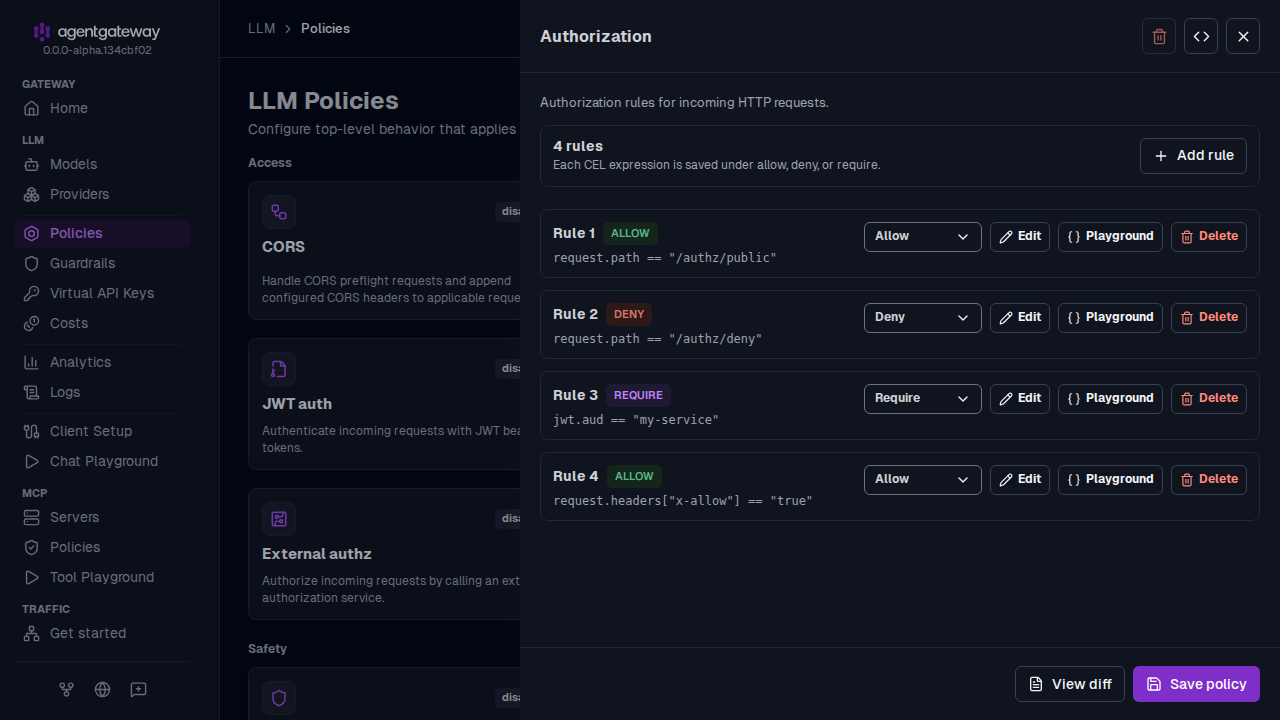 agentgateway
0.0.0-alpha.134cbf02
GATEWAY
Home
LLM
Models
Providers
Policies
Guardrails
Virtual API Keys
Costs
Analytics
Logs
Client Setup
Chat Playground
MCP
Servers
Policies
Tool Playground
TRAFFIC
Get started
LLM > Policies
LLM Policies
Configure top-level behavior that applies
Access
CORS
Handle CORS preflight requests and append
configured CORS headers to applicable
JWT auth
Authenticate incoming requests with JWT
tokens.
External authz
Authorize incoming requests by calling an
authorization service.
Safety
Authorization
Authorization rules for incoming HTTP requests.
4 rules
Each CEL expression is saved under allow, deny, or require.
Add rule
Rule 1 ALLOW Allow Edit { } Playground Delete
request.path == "/authz/public"
Rule 2 DENY Deny Edit { } Playground Delete
request.path == "/authz/deny"
Rule 3 REQUIRE Require Edit { } Playground Delete
jwt.aud == "my-service"
Rule 4 ALLOW Allow Edit { } Playground Delete
request.headers["x-allow"] == "true"
View diff Save policy